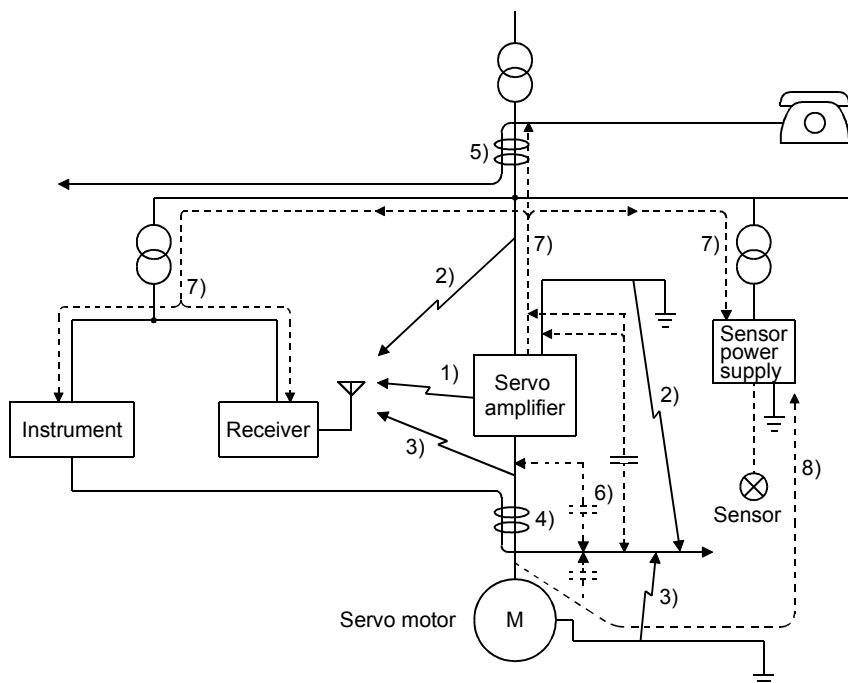 5)
7)
7)
2)
7)
Sensor
power
supply
1)
Servo
amplifier
2)
Instrument
Receiver
3)
8)
6)
4)
Sensor
3)
Servo motor
M